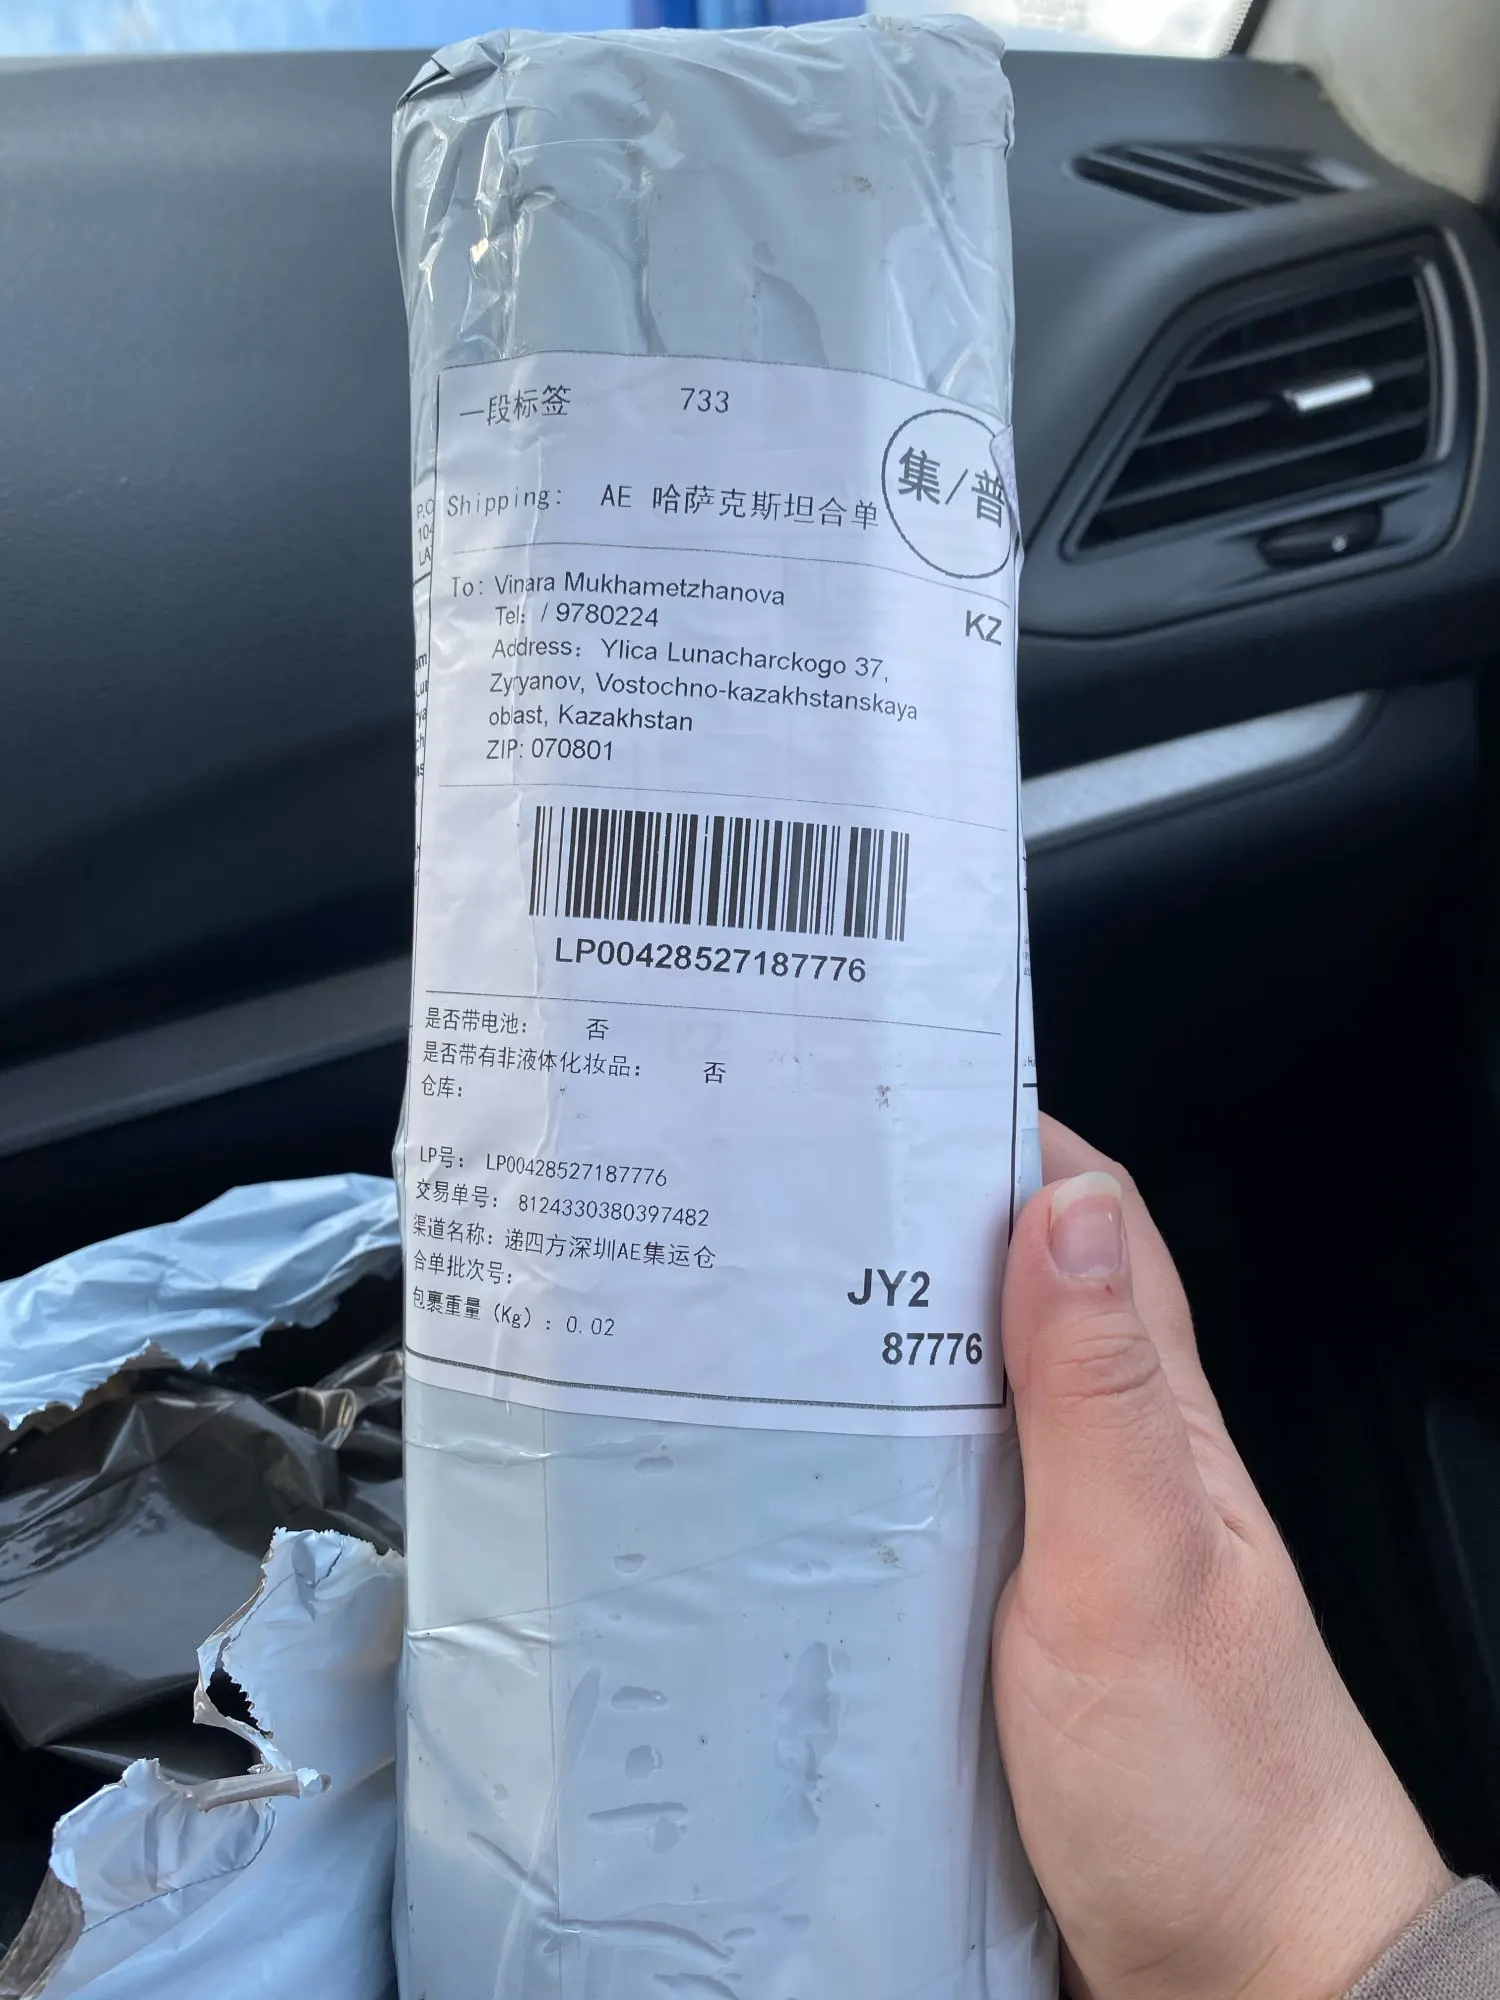 一段标签 733
集/普
Shipping: AE 哈萨克斯坦合单
To: Vinara Mukhametzhanova
KZ
Tel: / 9780224
Address: Ylica Lunacharckogo 37,
Zyryanov, Vostochno-kazakhstanskaya
oblast, Kazakhstan
ZIP: 070801
LP00428527187776
是否带电池: 否
是否带有非液体化妆品: 否
仓库:
LP号: LP00428527187776
交易单号: 8124330380397482
渠道名称: 递四方深圳AE集运仓
合单批次号:
包裹重量 (Kg) : 0.02
JY2
87776
P.O
104
LA